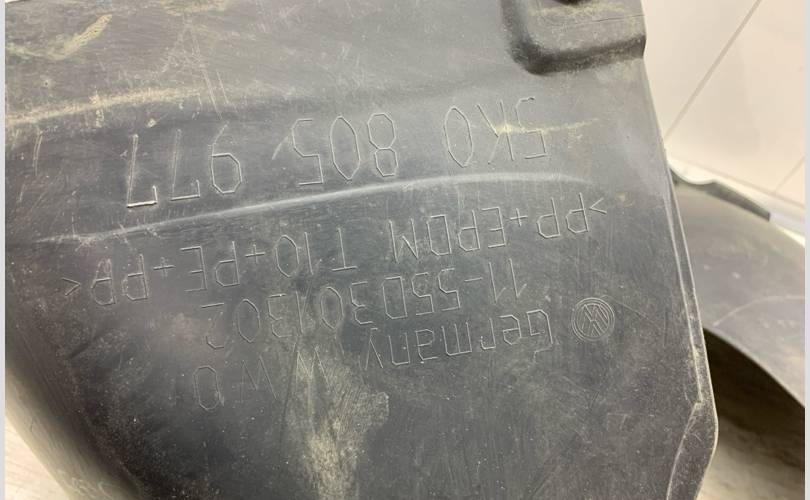 Germany W W O
11-55D301302
>PP+EPDM T10+PE+PP<
5K0 805 977